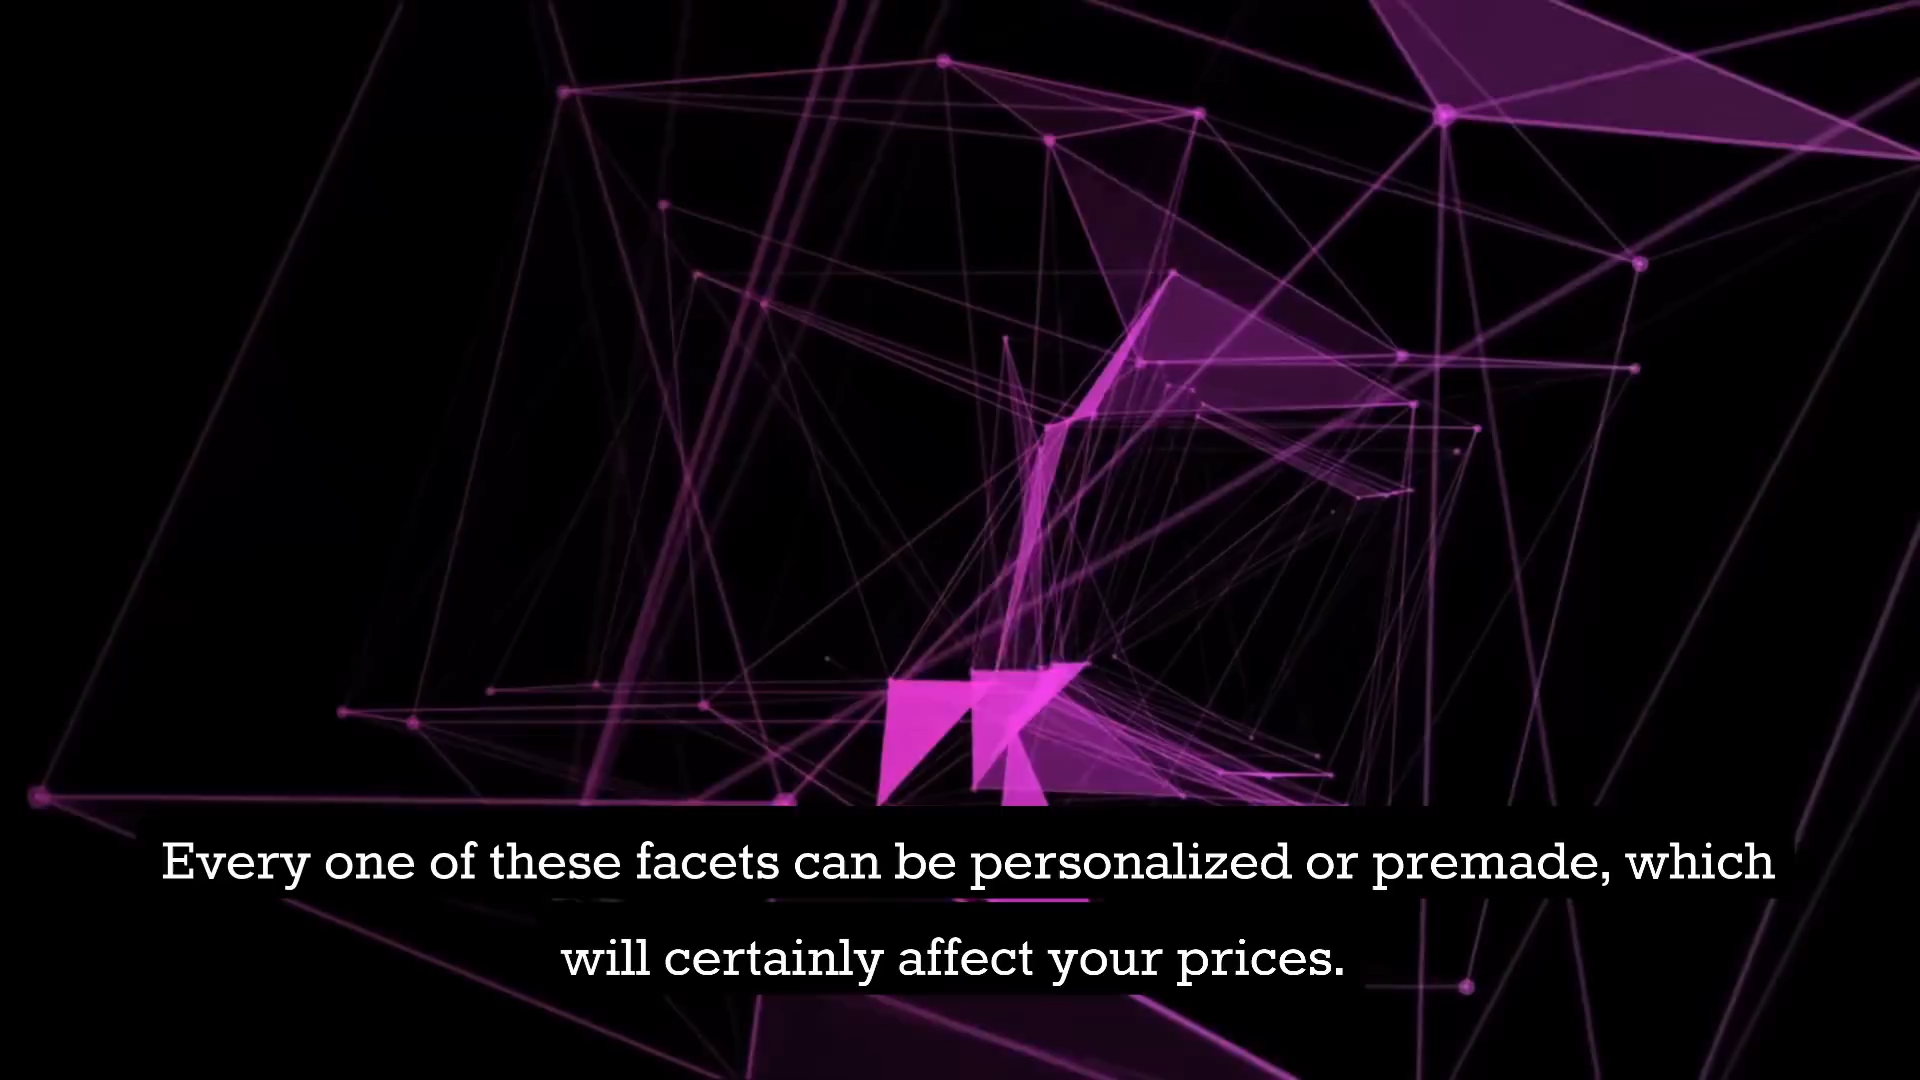 Every one of these facets can be personalized or premade, which
will certainly affect your prices.